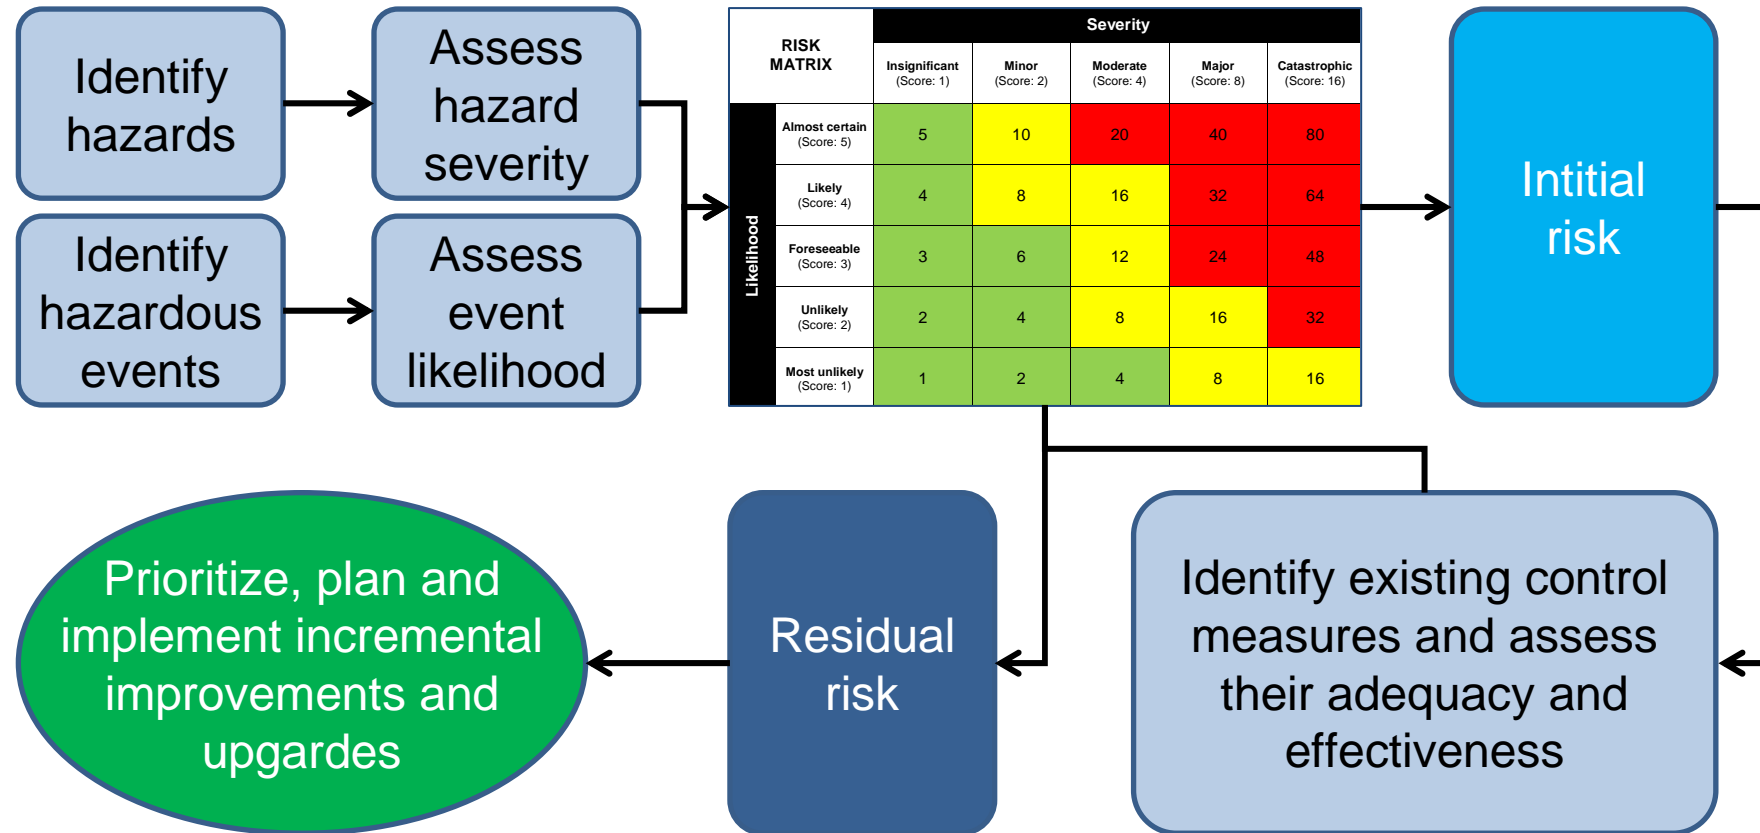 Identify
hazards
Assess
hazard
severity
Identify
hazardous
events
Assess
event
likelihood
RISK
MATRIX
Severity
Insignificant
(Score: 1)
Minor
(Score: 2)
Moderate
(Score: 4)
Major
(Score: 8)
Catastrophic
(Score: 16)
Likelihood
Almost certain
(Score: 5)
5 10 20 40 80
Likely
(Score: 4)
4 8 16 32 64
Foreseeable
(Score: 3)
3 6 12 24 48
Unlikely
(Score: 2)
2 4 8 16 32
Most unlikely
(Score: 1)
1 2 4 8 16
Intitial
risk
Identify existing control
measures and assess
their adequacy and
effectiveness
Residual
risk
Prioritize, plan and
implement incremental
improvements and
upgardes